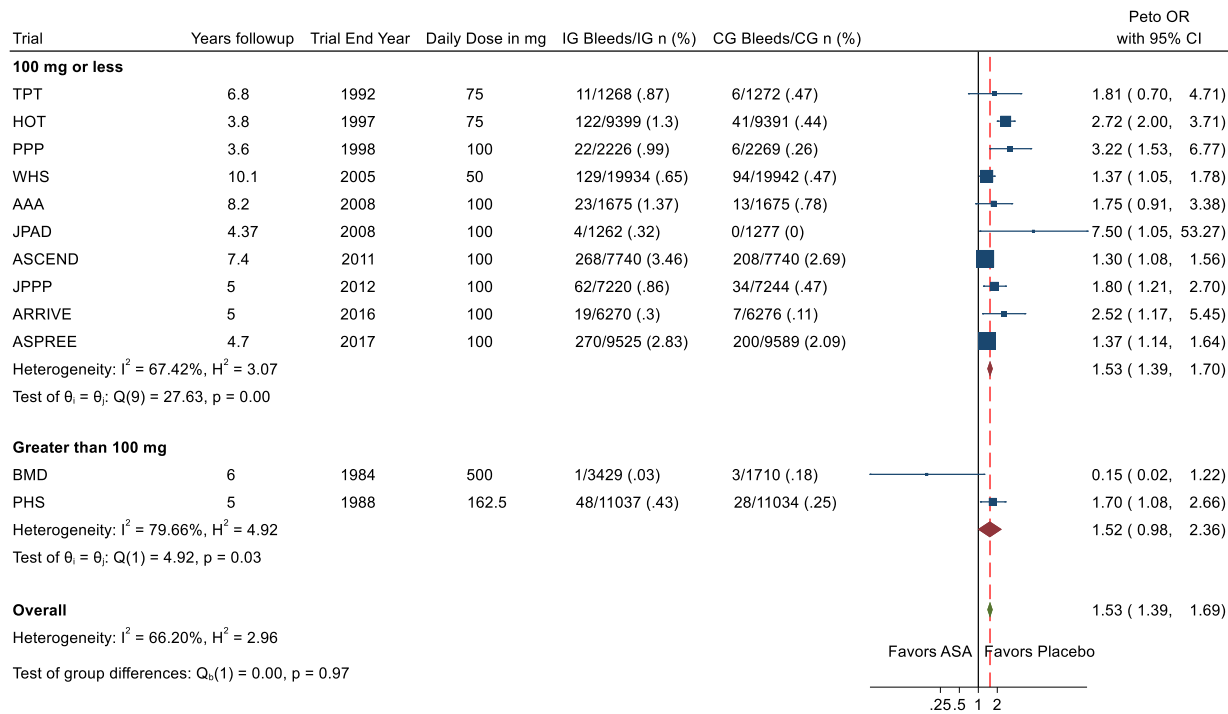 Peto OR
Trial Years followup Trial End Year Daily Dose in mg IG Bleeds/IG n (%) CG Bleeds/CG n (%) with 95% CI
100 mg or less
TPT 6.8 1992 75 11/1268 (.87) 6/1272 (.47) 1.81 ( 0.70, 4.71)
HOT 3.8 1997 75 122/9399 (1.3) 41/9391 (.44) 2.72 ( 2.00, 3.71)
PPP 3.6 1998 100 22/2226 (.99) 6/2269 (.26) 3.22 ( 1.53, 6.77)
WHS 10.1 2005 50 129/19934 (.65) 94/19942 (.47) 1.37 ( 1.05, 1.78)
AAA 8.2 2008 100 23/1675 (1.37) 13/1675 (.78) 1.75 ( 0.91, 3.38)
JPAD 4.37 2008 100 4/1262 (.32) 0/1277 (0) 7.50 ( 1.05, 53.27)
ASCEND 7.4 2011 100 268/7740 (3.46) 208/7740 (2.69) 1.30 ( 1.08, 1.56)
JPPP 5 2012 100 62/7220 (.86) 34/7244 (.47) 1.80 ( 1.21, 2.70)
ARRIVE 5 2016 100 19/6270 (.3) 7/6276 (.11) 2.52 ( 1.17, 5.45)
ASPREE 4.7 2017 100 270/9525 (2.83) 200/9589 (2.09) 1.37 ( 1.14, 1.64)
Heterogeneity: I² = 67.42%, H² = 3.07 1.53 ( 1.39, 1.70)
Test of θᵢ = θⱼ: Q(9) = 27.63, p = 0.00
Greater than 100 mg
BMD 6 1984 500 1/3429 (.03) 3/1710 (.18) 0.15 ( 0.02, 1.22)
PHS 5 1988 162.5 48/11037 (.43) 28/11034 (.25) 1.70 ( 1.08, 2.66)
Heterogeneity: I² = 79.66%, H² = 4.92 1.52 ( 0.98, 2.36)
Test of θᵢ = θⱼ: Q(1) = 4.92, p = 0.03
Overall 1.53 ( 1.39, 1.69)
Heterogeneity: I² = 66.20%, H² = 2.96
Favors ASA Favors Placebo
Test of group differences: Q_b(1) = 0.00, p = 0.97
.25 .5 1 2